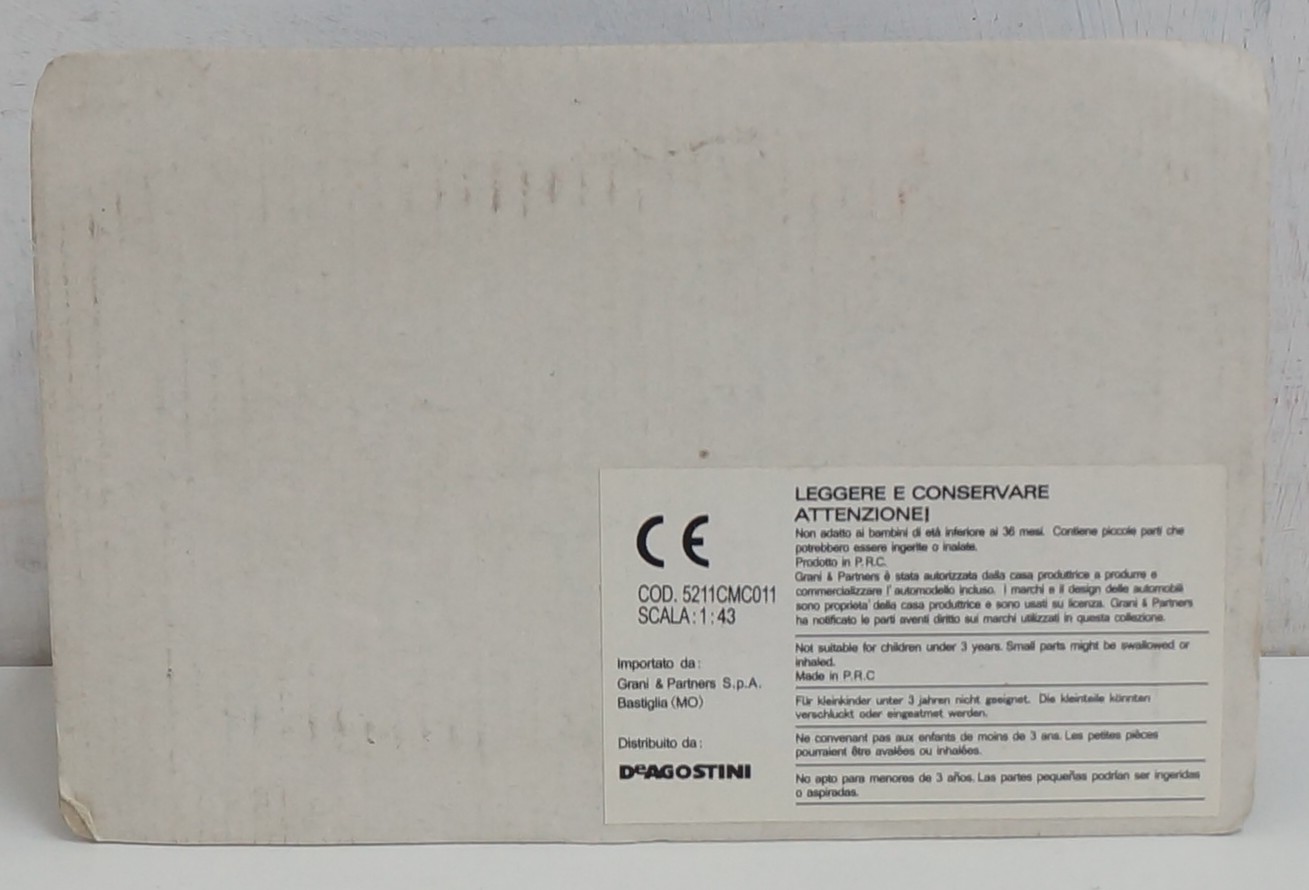 CE
COD. 5211CMC011
SCALA: 1 : 43
Importato da :
Grani & Partners S.p.A.
Bastiglia (MO)
Distribuito da :
DeAGOSTINI
LEGGERE E CONSERVARE
ATTENZIONE!
Non adatto ai bambini di età inferiore ai 36 mesi. Contiene piccole parti che
potrebbero essere ingerite o inalate.
Prodotto in P.R.C.
Grani & Partners è stata autorizzata dalla casa produttrice a produrre e
commercializzare l' automodello incluso. I marchi e il design delle automobili
sono proprieta' della casa produttrice e sono usati su licenza. Grani & Partners
ha notificato le parti aventi diritto sui marchi utilizzati in questa collezione.
Not suitable for children under 3 years. Small parts might be swallowed or
inhaled.
Made in P.R.C
Für kleinkinder unter 3 jahren nicht geeignet. Die kleinteile könnten
verschluckt oder eingeatmet werden.
Ne convenant pas aux enfants de moins de 3 ans. Les petites pièces
pourraient être avalées ou inhalées.
No apto para menores de 3 años. Las partes pequeñas podrían ser ingeridas
o aspiradas.